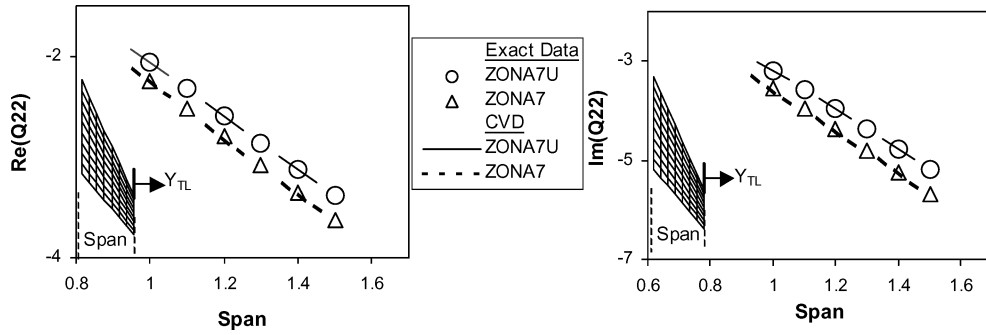 Re(Q22)
-2
-4
0.8
1
1.2
1.4
1.6
Span
Span
Y_TL
Exact Data
ZONA7U
ZONA7
CVD
ZONA7U
ZONA7
Im(Q22)
-3
-5
-7
0.6
0.8
1
1.2
1.4
1.6
Span
Span
Y_TL